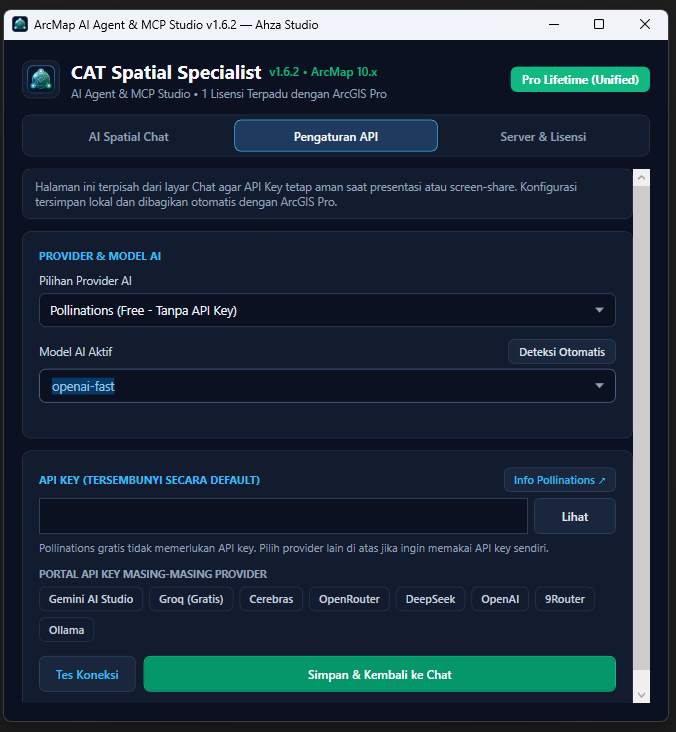 ArcMap AI Agent & MCP Studio v1.6.2 — Ahza Studio
CAT Spatial Specialist v1.6.2 • ArcMap 10.x
AI Agent & MCP Studio • 1 Lisensi Terpadu dengan ArcGIS Pro
Pro Lifetime (Unified)
AI Spatial Chat
Pengaturan API
Server & Lisensi
Halaman ini terpisah dari layar Chat agar API Key tetap aman saat presentasi atau screen-share. Konfigurasi
tersimpan lokal dan dibagikan otomatis dengan ArcGIS Pro.
PROVIDER & MODEL AI
Pilihan Provider AI
Pollinations (Free - Tanpa API Key)
Model AI Aktif
Deteksi Otomatis
openai-fast
API KEY (TERSEMBUNYI SECARA DEFAULT)
Info Pollinations ↗
Lihat
Pollinations gratis tidak memerlukan API key. Pilih provider lain di atas jika ingin memakai API key sendiri.
PORTAL API KEY MASING-MASING PROVIDER
Gemini AI Studio
Groq (Gratis)
Cerebras
OpenRouter
DeepSeek
OpenAI
9Router
Ollama
Tes Koneksi
Simpan & Kembali ke Chat